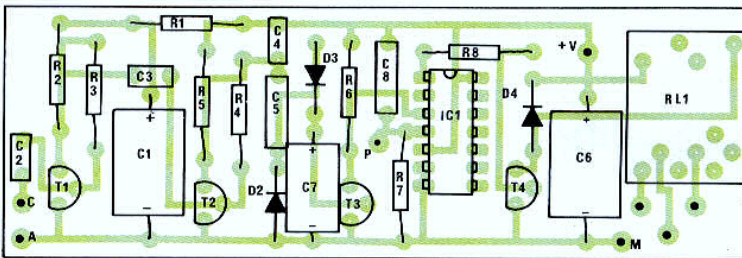 R1
C4
D3
R8
+V
R2
R3
C3
R5
R4
C5
R6
C8
IC1
D4
RL1
C2
T1
C1
T2
D2
C7
T3
P
R7
T4
C6
C
A
M
+
+
+
−
−
−